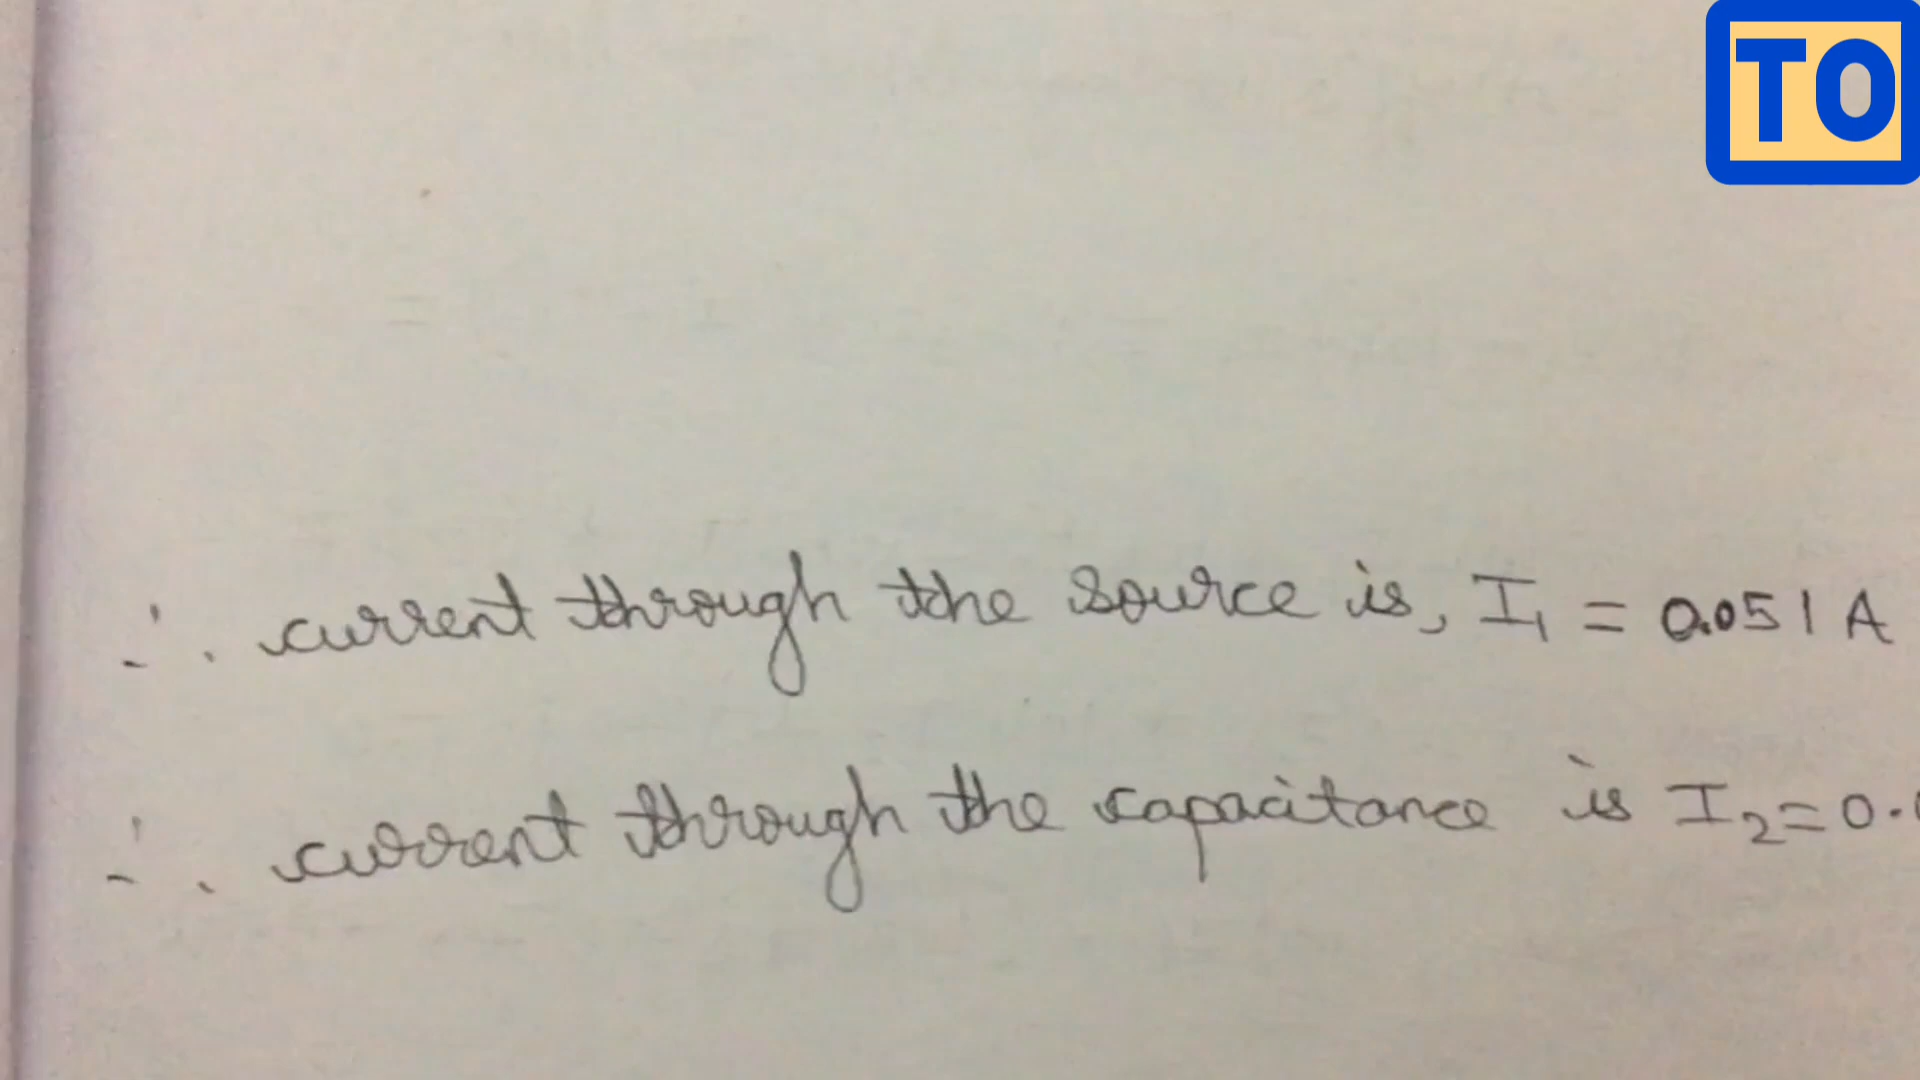 TO
∴ current through the source is, I₁ = 0.051 A
∴ current through the capacitance is I₂ = 0.